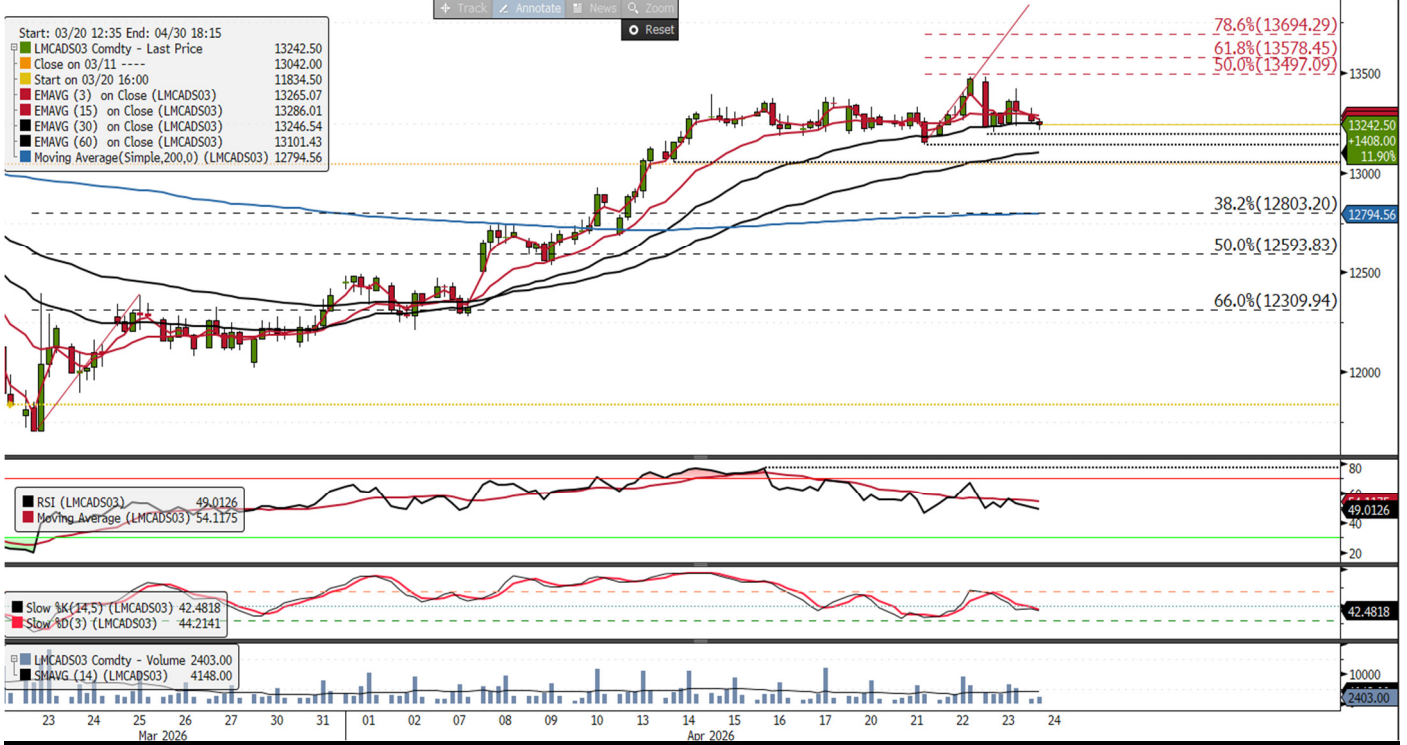 Track Annotate News Zoom
Reset
Start: 03/20 12:35 End: 04/30 18:15
LMCADS03 Comdty - Last Price 13242.50
Close on 03/11 ---- 13042.00
Start on 03/20 16:00 11834.50
EMAVG (3) on Close (LMCADS03) 13265.07
EMAVG (15) on Close (LMCADS03) 13286.01
EMAVG (30) on Close (LMCADS03) 13246.54
EMAVG (60) on Close (LMCADS03) 13101.43
Moving Average(Simple,200,0) (LMCADS03) 12794.56
78.6%(13694.29)
61.8%(13578.45)
50.0%(13497.09)
13500
13242.50
+1408.00
11.90%
13000
38.2%(12803.20)
12794.56
50.0%(12593.83)
12500
66.0%(12309.94)
12000
RSI (LMCADS03) 49.0126
Moving Average (LMCADS03) 54.1175
80
49.0126
40
20
Slow %K(14,5) (LMCADS03) 42.4818
Slow %D(3) (LMCADS03) 44.2141
42.4818
LMCADS03 Comdty - Volume 2403.00
SMAVG (14) (LMCADS03) 4148.00
10000
2403.00
23 24 25 26 27 30 31 01 02 07 08 09 10 13 14 15 16 17 20 21 22 23 24
Mar 2026 Apr 2026